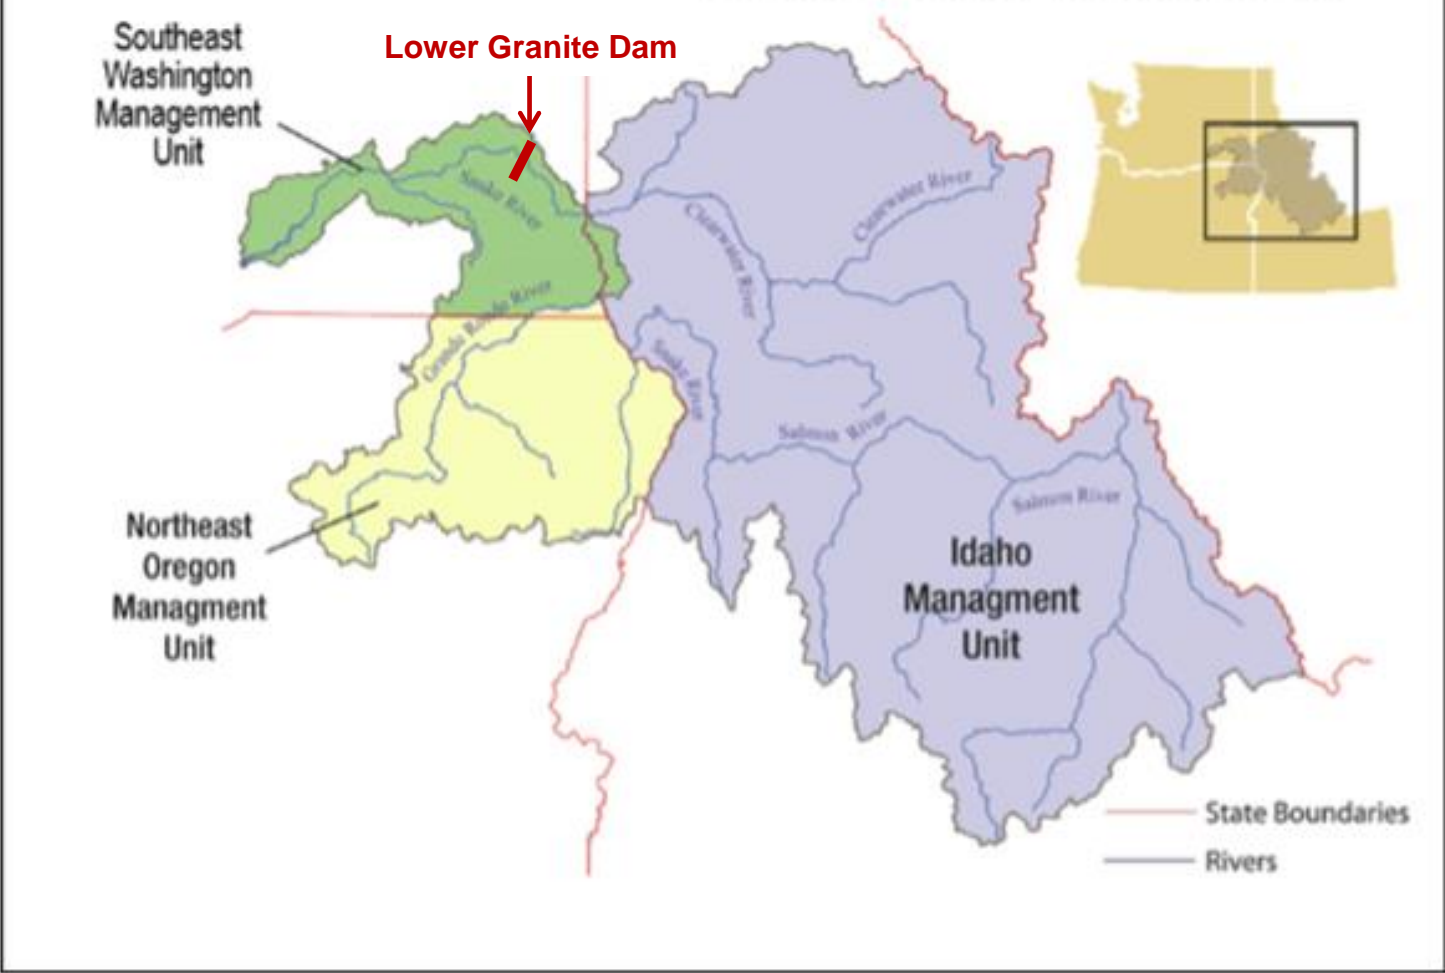 Southeast
Washington
Management
Unit
Lower Granite Dam
Snake River
Clearwater River
Clearwater River
Grande Ronde River
Snake River
Salmon River
Salmon River
Northeast
Oregon
Managment
Unit
Idaho
Managment
Unit
State Boundaries
Rivers